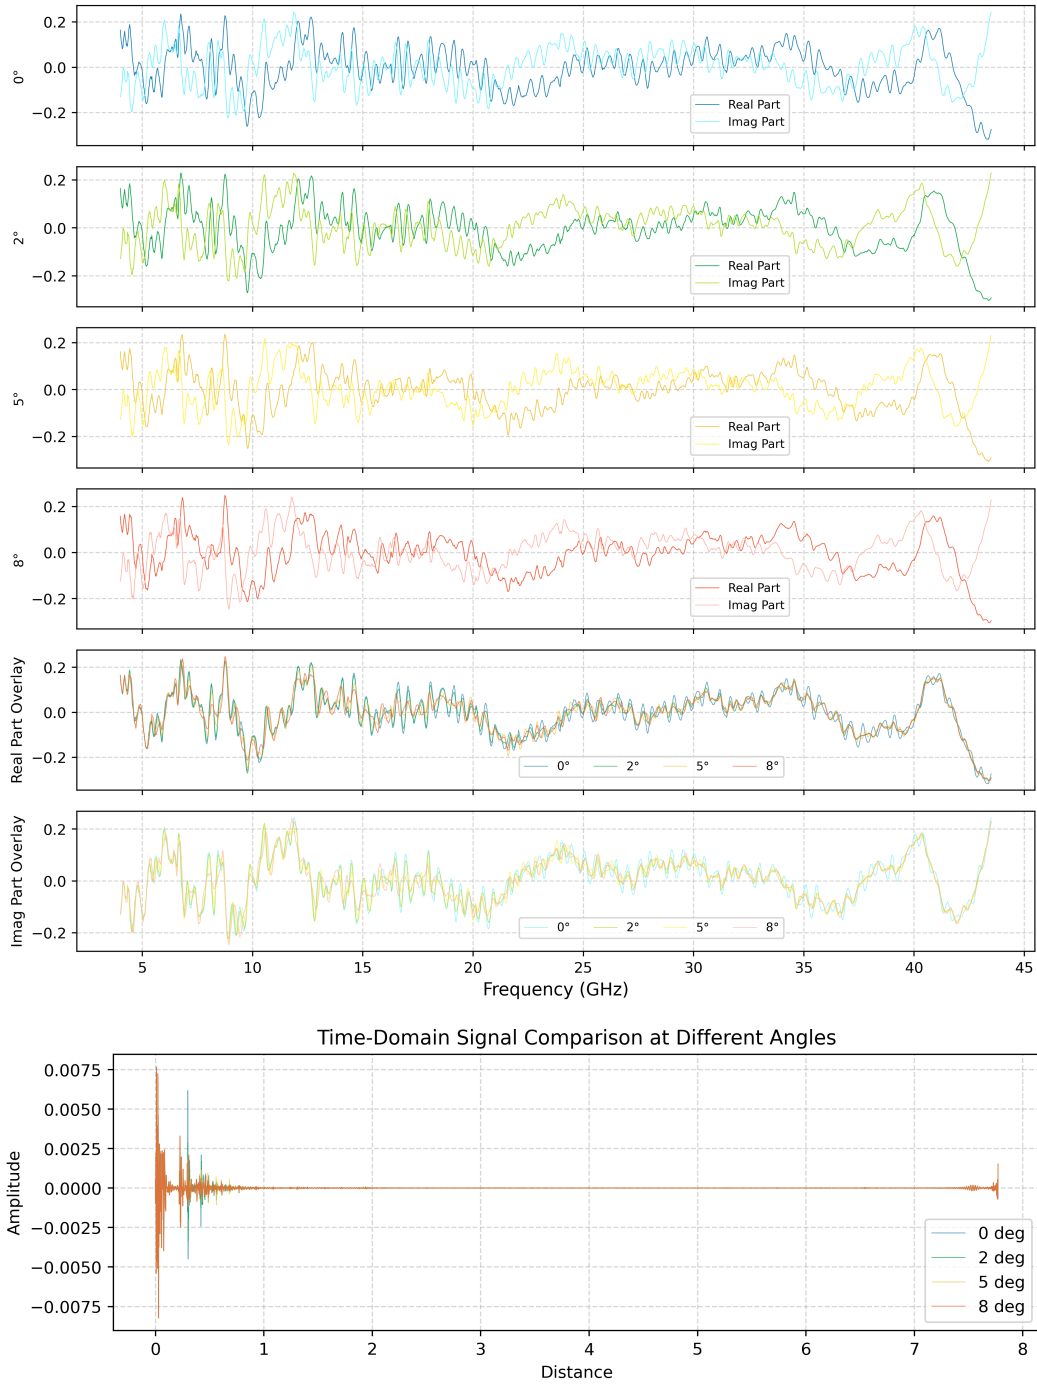 0.2
0.0
−0.2
0°
Real Part
Imag Part
0.2
0.0
−0.2
2°
Real Part
Imag Part
0.2
0.0
−0.2
5°
Real Part
Imag Part
0.2
0.0
−0.2
8°
Real Part
Imag Part
0.2
0.0
−0.2
Real Part Overlay
0° 2° 5° 8°
0.2
0.0
−0.2
Imag Part Overlay
0° 2° 5° 8°
5 10 15 20 25 30 35 40 45
Frequency (GHz)
Time-Domain Signal Comparison at Different Angles
0.0075
0.0050
0.0025
0.0000
−0.0025
−0.0050
−0.0075
Amplitude
0 deg
2 deg
5 deg
8 deg
0 1 2 3 4 5 6 7 8
Distance